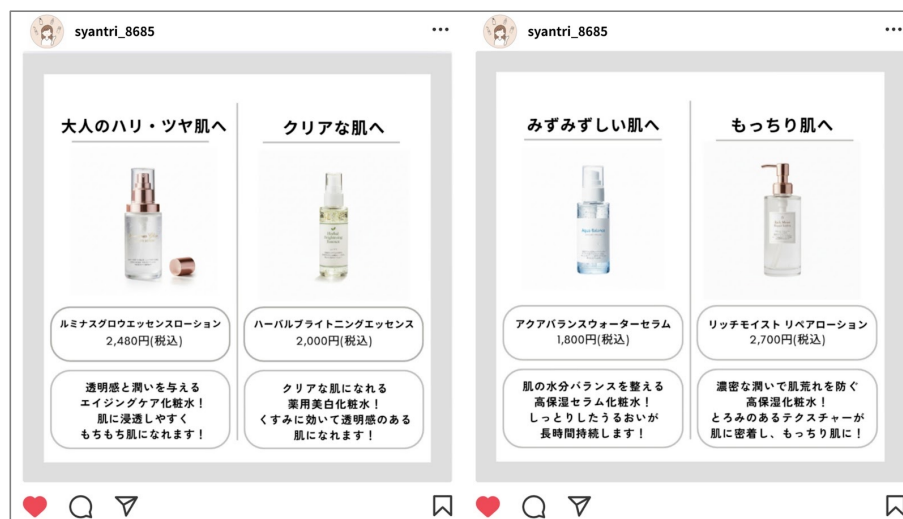 syantri_8685
大人のハリ・ツヤ肌へ
ルミナスグロウエッセンスローション
2,480円(税込)
透明感と潤いを与える
エイジングケア化粧水！
肌に浸透しやすく
もちもち肌になれます！
クリアな肌へ
ハーバルブライトニングエッセンス
2,000円(税込)
クリアな肌になれる
薬用美白化粧水！
くすみに効いて透明感のある
肌になれます！
syantri_8685
みずみずしい肌へ
Aqua Balance
アクアバランスウォーターセラム
1,800円(税込)
肌の水分バランスを整える
高保湿セラム化粧水！
しっとりしたうるおいが
長時間持続します！
もっちり肌へ
リッチモイスト リペアローション
2,700円(税込)
濃密な潤いで肌荒れを防ぐ
高保湿化粧水！
とろみのあるテクスチャーが
肌に密着し、もっちり肌に！